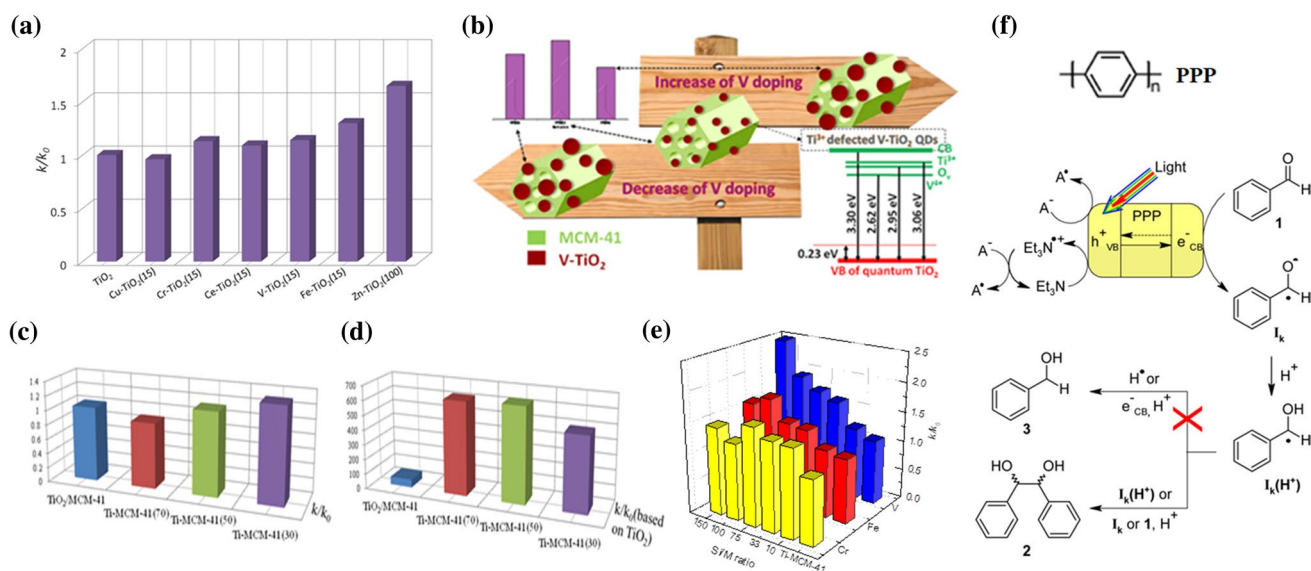 (a)
2
1.5
1
0.5
0
k/k0
TiO2
Cu-TiO2(15)
Cr-TiO2(15)
Ce-TiO2(15)
V-TiO2(15)
Fe-TiO2(15)
Zn-TiO2(100)
(b)
Increase of V doping
Decrease of V doping
MCM-41
V-TiO2
Ti3+ defected V-TiO2 QDs
CB
Ti3+
Ov
V4+
3.30 eV
2.62 eV
2.95 eV
3.06 eV
0.23 eV
VB of quantum TiO2
(c)
1.4
1.2
1
0.8
0.6
0.4
0.2
0
TiO2/MCM-41
Ti-MCM-41(70)
Ti-MCM-41(50)
Ti-MCM-41(30)
k/k0
(d)
700
600
500
400
300
200
100
0
TiO2/MCM-41
Ti-MCM-41(70)
Ti-MCM-41(50)
Ti-MCM-41(30)
k/k0(based
on TiO2)
(e)
2.5
2.0
1.5
1.0
0.5
0.0
k/k0
V
Fe
Cr
150
100
75
33
10
Ti-MCM-41
Si/M ratio
(f)
n
PPP
Light
A•
A−
PPP
h+VB
e−CB
A−
Et3N•+
A•
Et3N
O
H
1
O−
H
Ik
H+
OH
H
Ik(H+)
H• or
e−CB, H+
OH
H
3
HO OH
2
Ik(H+) or
Ik or 1, H+